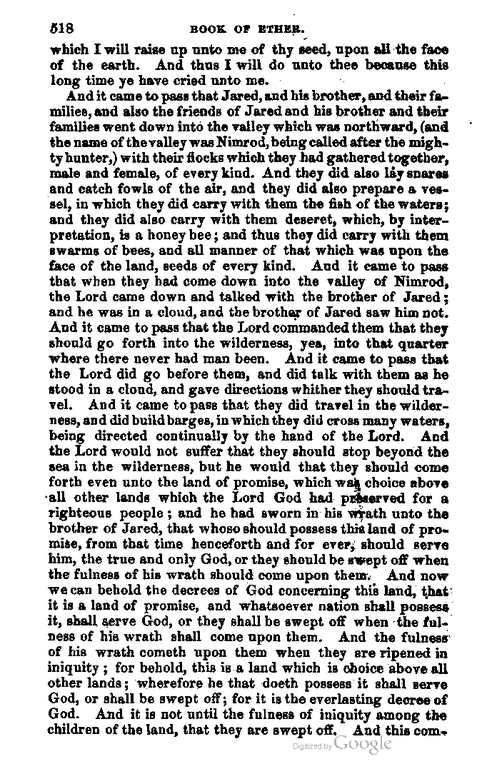 518 BOOK OF ETHER.
which I will raise up unto me of thy seed, upon all the face
of the earth. And thus I will do unto thee because this
long time ye have cried unto me.
And it came to pass that Jared, and his brother, and their fa-
milies, and also the friends of Jared and his brother and their
families went down into the valley which was northward, (and
the name of the valley was Nimrod, being called after the migh-
ty hunter,) with their flocks which they had gathered together,
male and female, of every kind. And they did also lay snares
and catch fowls of the air, and they did also prepare a ves-
sel, in which they did carry with them the fish of the waters;
and they did also carry with them deseret, which, by inter-
pretation, is a honey bee; and thus they did carry with them
swarms of bees, and all manner of that which was upon the
face of the land, seeds of every kind. And it came to pass
that when they had come down into the valley of Nimrod,
the Lord came down and talked with the brother of Jared;
and he was in a cloud, and the brother of Jared saw him not.
And it came to pass that the Lord commanded them that they
should go forth into the wilderness, yea, into that quarter
where there never had man been. And it came to pass that
the Lord did go before them, and did talk with them as he
stood in a cloud, and gave directions whither they should tra-
vel. And it came to pass that they did travel in the wilder-
ness, and did build barges, in which they did cross many waters,
being directed continually by the hand of the Lord. And
the Lord would not suffer that they should stop beyond the
sea in the wilderness, but he would that they should come
forth even unto the land of promise, which was choice above
all other lands which the Lord God had preserved for a
righteous people; and he had sworn in his wrath unto the
brother of Jared, that whoso should possess this land of pro-
mise, from that time henceforth and for ever, should serve
him, the true and only God, or they should be swept off when
the fulness of his wrath should come upon them. And now
we can behold the decrees of God concerning this land, that
it is a land of promise, and whatsoever nation shall possess
it, shall serve God, or they shall be swept off when the ful-
ness of his wrath shall come upon them. And the fulness
of his wrath cometh upon them when they are ripened in
iniquity; for behold, this is a land which is choice above all
other lands; wherefore he that doeth possess it shall serve
God, or shall be swept off; for it is the everlasting decree of
God. And it is not until the fulness of iniquity among the
children of the land, that they are swept off. And this com-
Digitized by Google